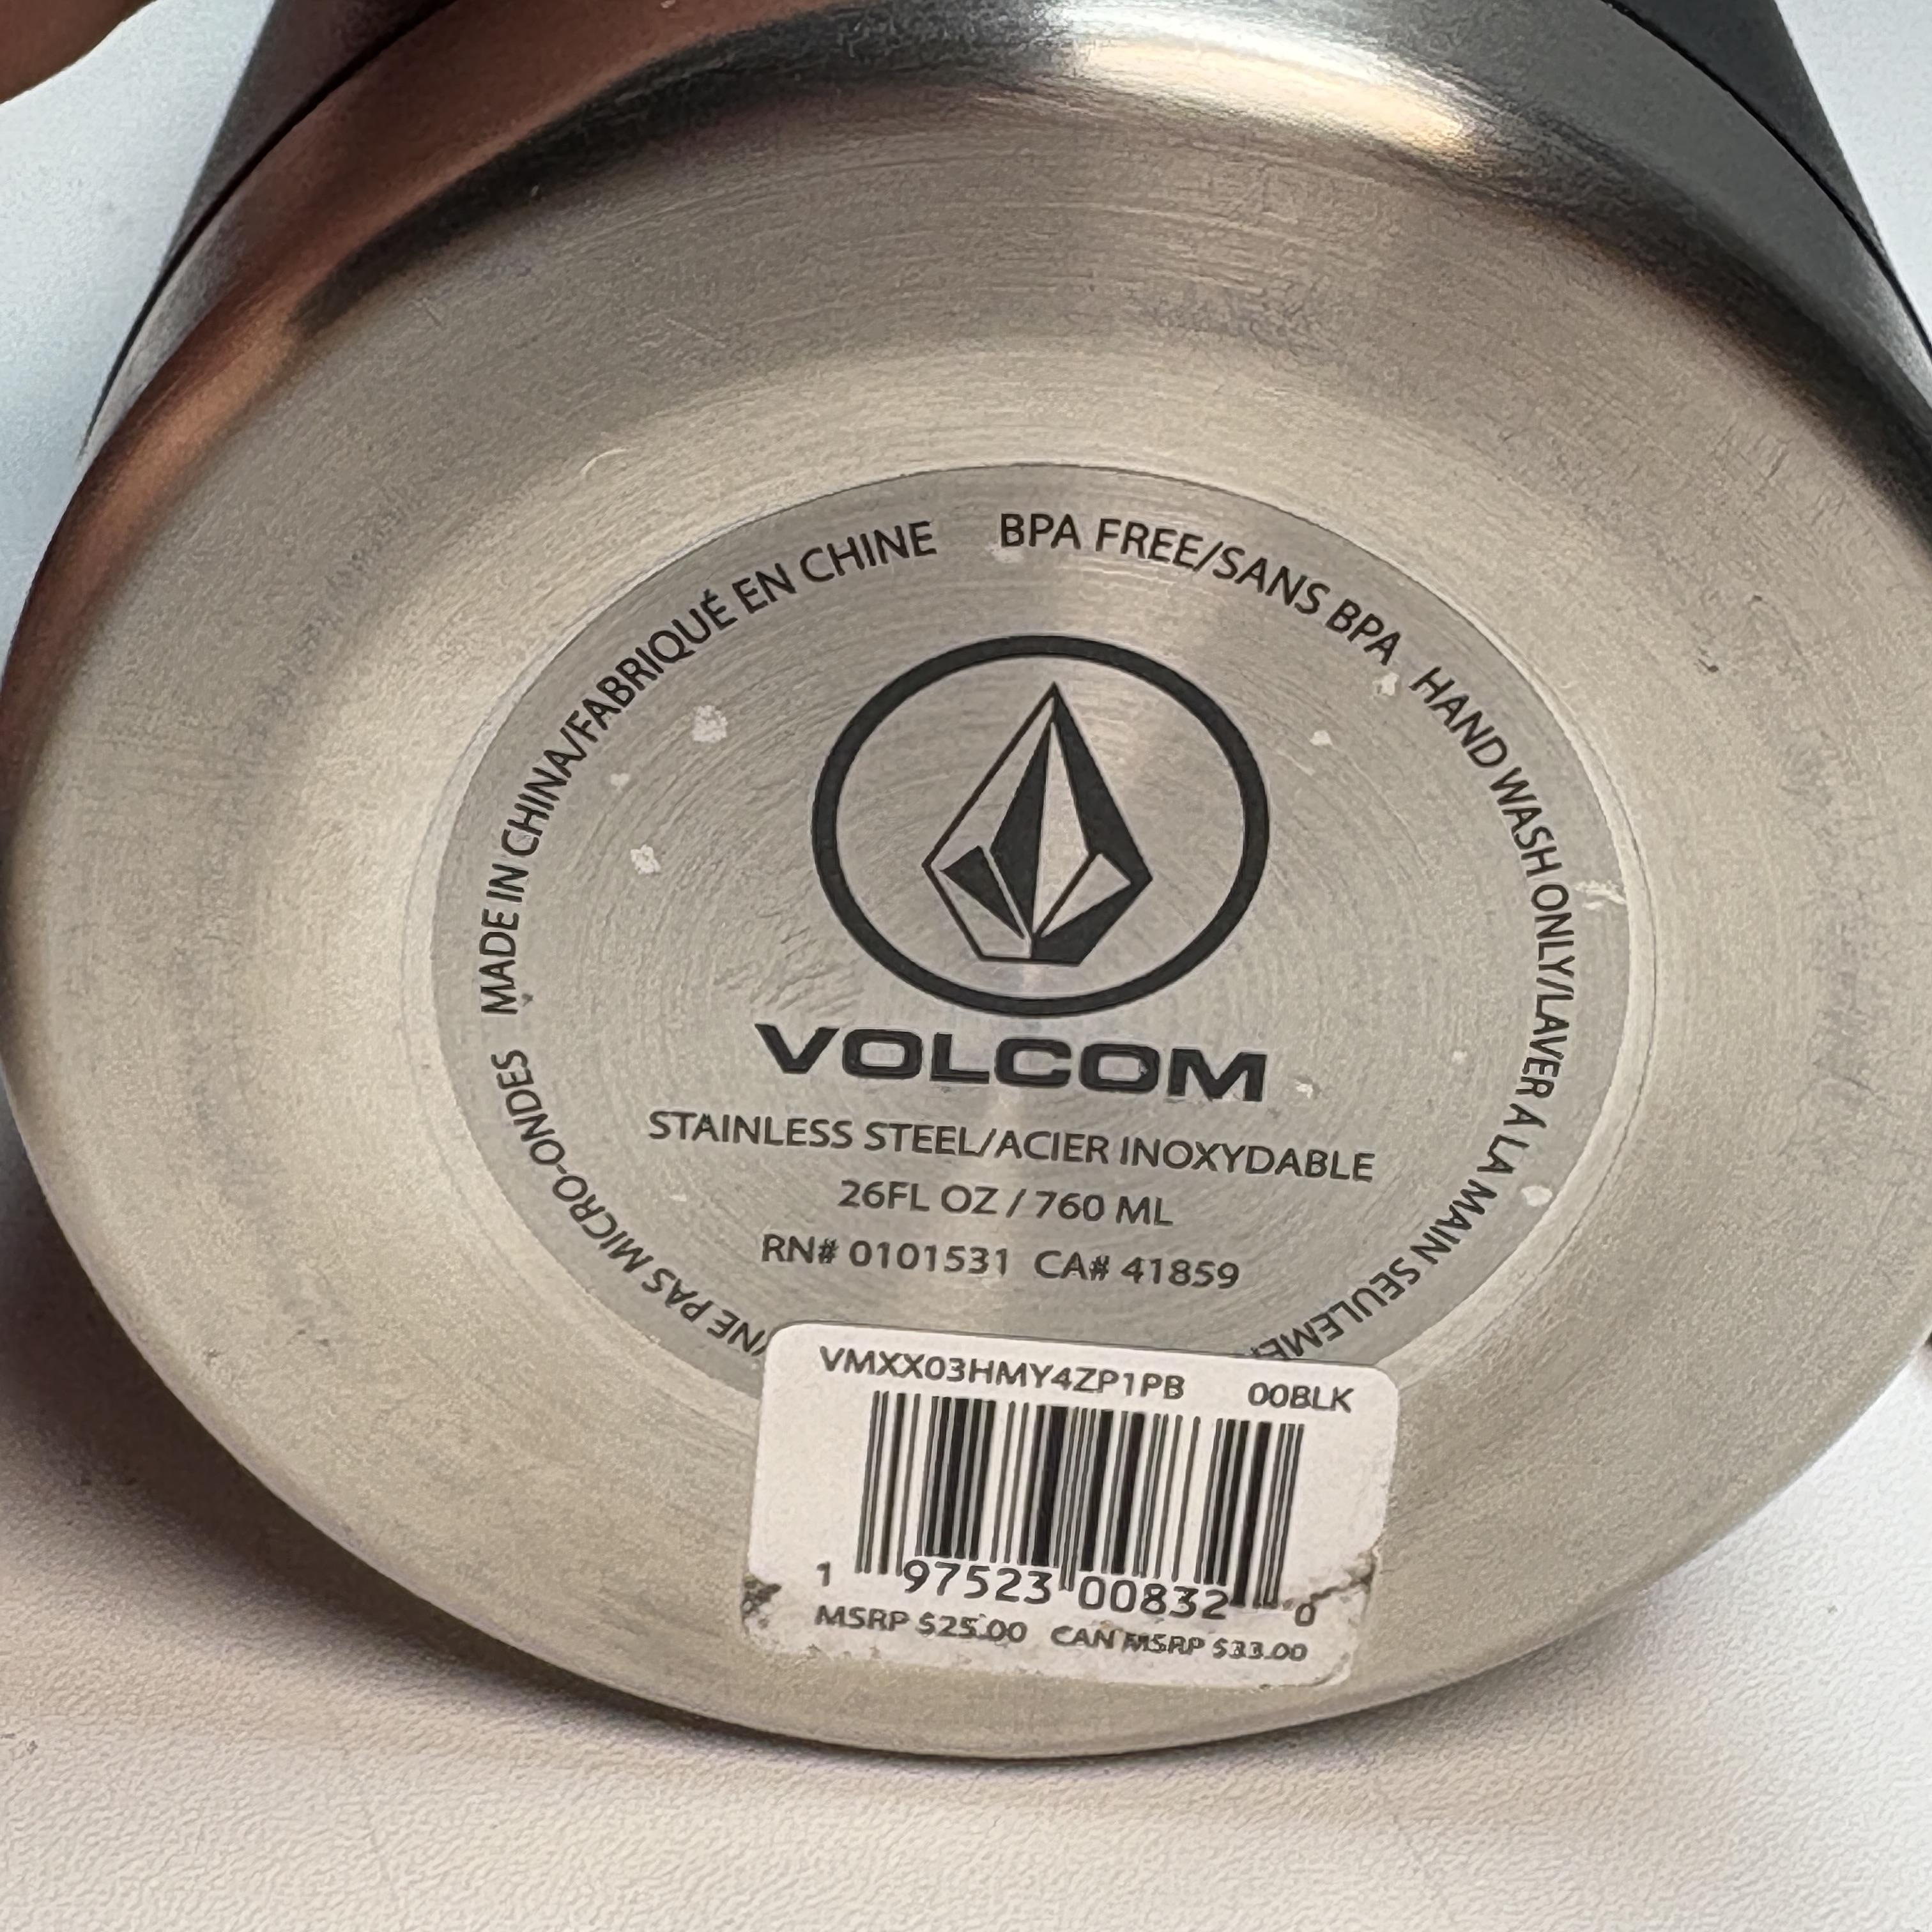 MADE IN CHINA/FABRIQUÉ EN CHINE
BPA FREE/SANS BPA
HAND WASH ONLY/LAVER À LA MAIN
NE PAS MICRO-ONDES
VOLCOM
STAINLESS STEEL/ACIER INOXYDABLE
26FL OZ / 760 ML
RN# 0101531 CA# 41859
VMXX03HMY4ZP1PB 00BLK
1 97523 00832 0
MSRP $25.00 CAN MSRP $33.00